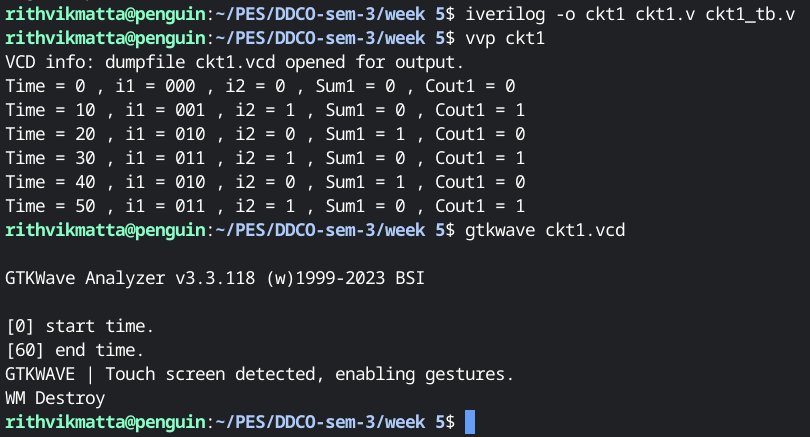 rithvikmatta@penguin:~/PES/DDCO-sem-3/week 5$ iverilog -o ckt1 ckt1.v ckt1_tb.v
rithvikmatta@penguin:~/PES/DDCO-sem-3/week 5$ vvp ckt1
VCD info: dumpfile ckt1.vcd opened for output.
Time = 0 , i1 = 000 , i2 = 0 , Sum1 = 0 , Cout1 = 0
Time = 10 , i1 = 001 , i2 = 1 , Sum1 = 0 , Cout1 = 1
Time = 20 , i1 = 010 , i2 = 0 , Sum1 = 1 , Cout1 = 0
Time = 30 , i1 = 011 , i2 = 1 , Sum1 = 0 , Cout1 = 1
Time = 40 , i1 = 010 , i2 = 0 , Sum1 = 1 , Cout1 = 0
Time = 50 , i1 = 011 , i2 = 1 , Sum1 = 0 , Cout1 = 1
rithvikmatta@penguin:~/PES/DDCO-sem-3/week 5$ gtkwave ckt1.vcd
GTKWave Analyzer v3.3.118 (w)1999-2023 BSI
[0] start time.
[60] end time.
GTKWAVE | Touch screen detected, enabling gestures.
WM Destroy
rithvikmatta@penguin:~/PES/DDCO-sem-3/week 5$